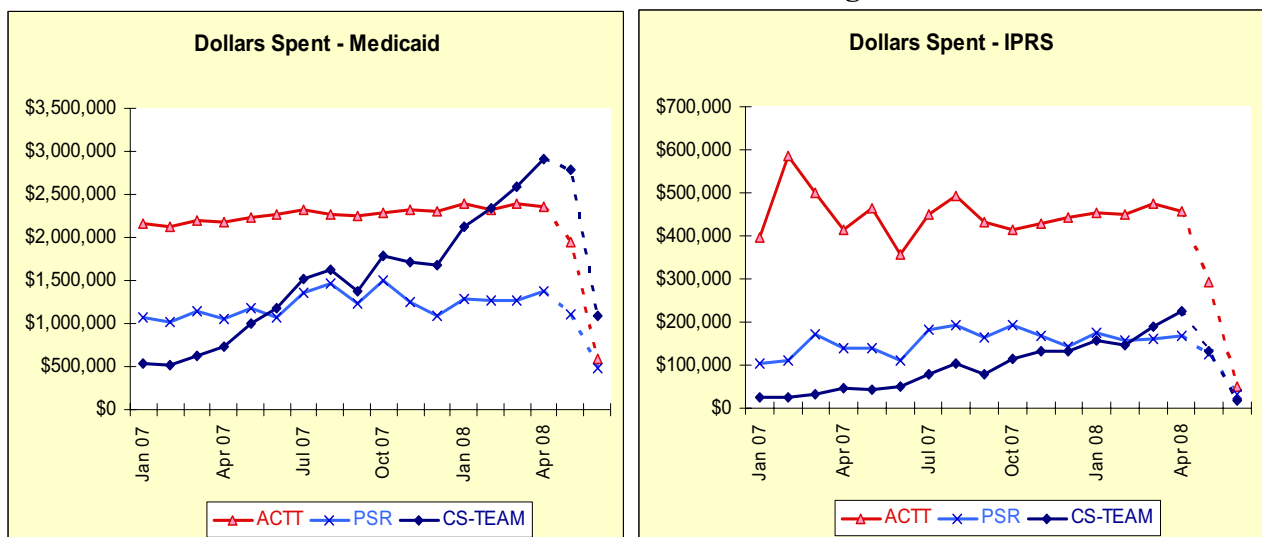 Dollars Spent - Medicaid
$3,500,000
$3,000,000
$2,500,000
$2,000,000
$1,500,000
$1,000,000
$500,000
$0
Jan 07
Apr 07
Jul 07
Oct 07
Jan 08
Apr 08
ACTT PSR CS-TEAM
Dollars Spent - IPRS
$700,000
$600,000
$500,000
$400,000
$300,000
$200,000
$100,000
$0
Jan 07
Apr 07
Jul 07
Oct 07
Jan 08
Apr 08
ACTT PSR CS-TEAM